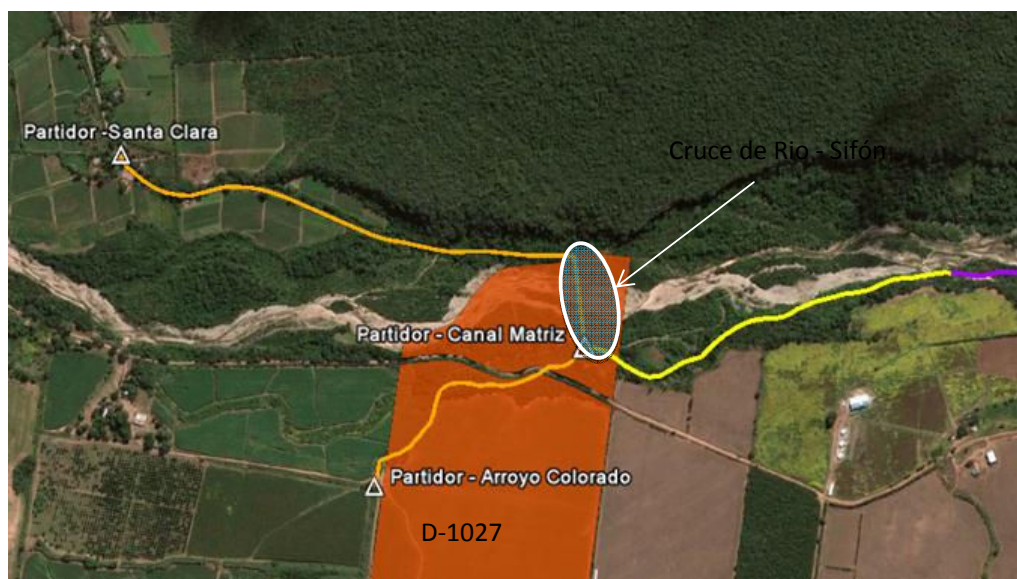 Partidor -Santa Clara
Cruce de Rio - Sifón
Partidor - Canal Matriz
Partidor - Arroyo Colorado
D-1027